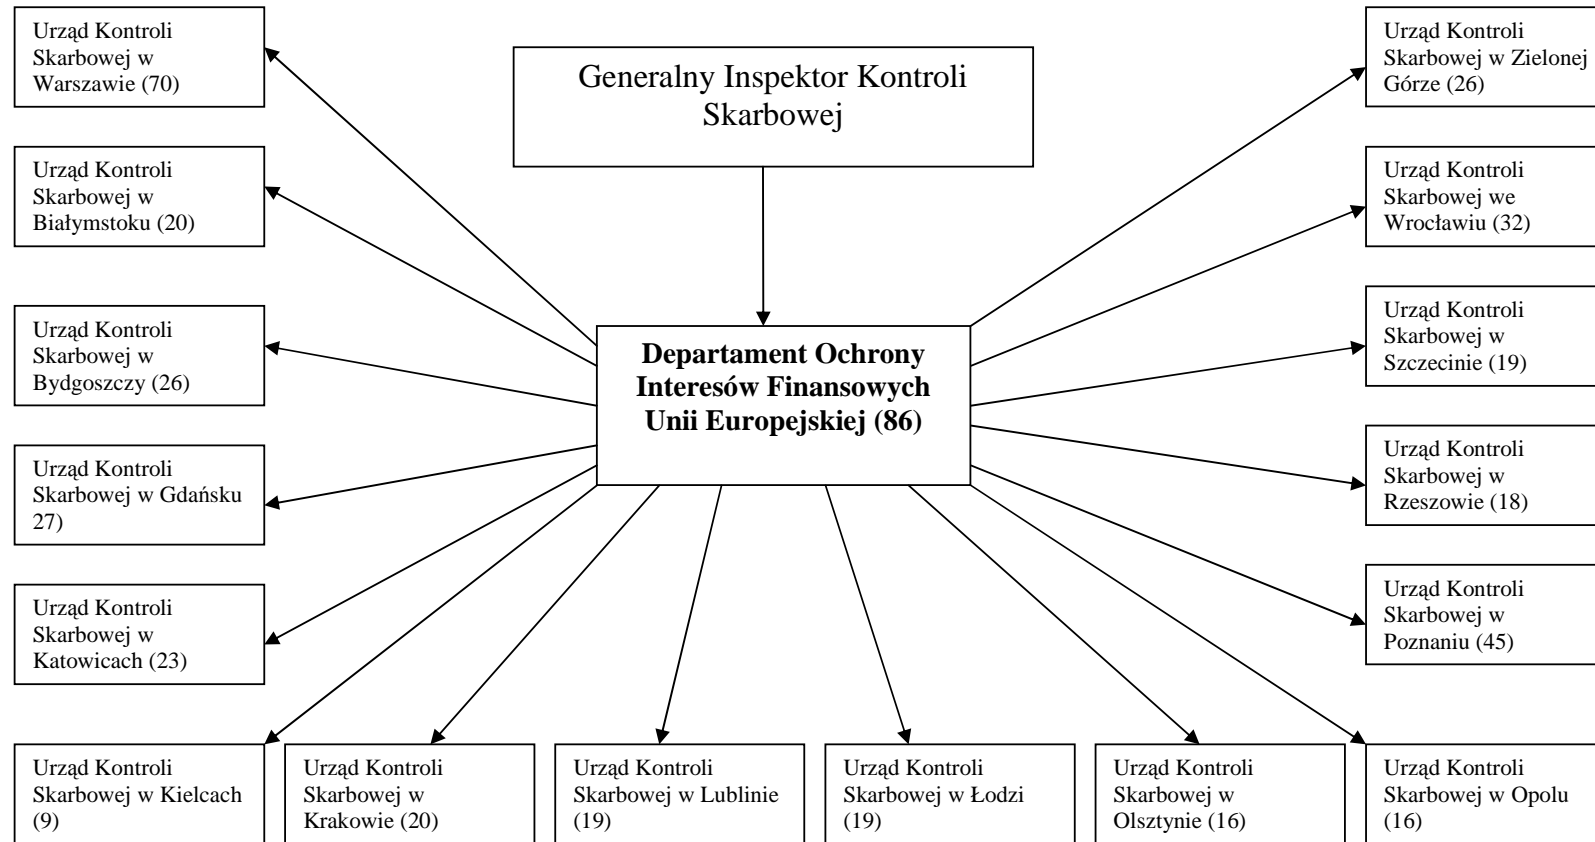 Urząd Kontroli
Skarbowej w
Warszawie (70)
Generalny Inspektor Kontroli
Skarbowej
Urząd Kontroli
Skarbowej w Zielonej
Górze (26)
Urząd Kontroli
Skarbowej w
Białymstoku (20)
Urząd Kontroli
Skarbowej we
Wrocławiu (32)
Urząd Kontroli
Skarbowej w
Bydgoszczy (26)
Departament Ochrony
Interesów Finansowych
Unii Europejskiej (86)
Urząd Kontroli
Skarbowej w
Szczecinie (19)
Urząd Kontroli
Skarbowej w Gdańsku
27)
Urząd Kontroli
Skarbowej w
Rzeszowie (18)
Urząd Kontroli
Skarbowej w
Katowicach (23)
Urząd Kontroli
Skarbowej w
Poznaniu (45)
Urząd Kontroli
Skarbowej w Kielcach
(9)
Urząd Kontroli
Skarbowej w
Krakowie (20)
Urząd Kontroli
Skarbowej w Lublinie
(19)
Urząd Kontroli
Skarbowej w Łodzi
(19)
Urząd Kontroli
Skarbowej w
Olsztynie (16)
Urząd Kontroli
Skarbowej w Opolu
(16)